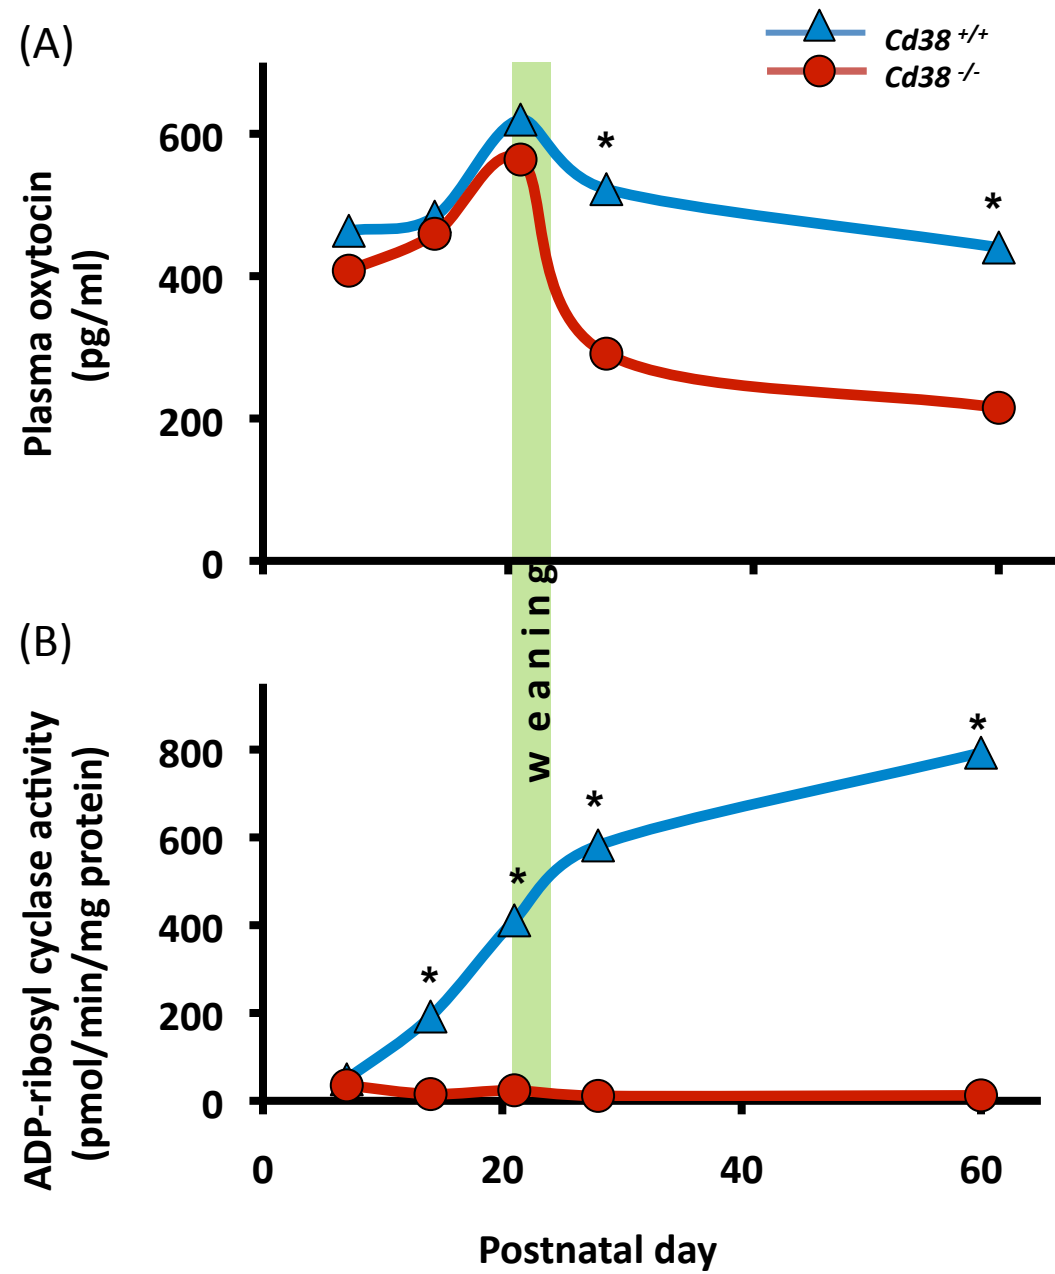 (A)
Cd38 +/+
Cd38 -/-
Plasma oxytocin
(pg/ml)
600
*
*
400
200
0
weaning
(B)
ADP-ribosyl cyclase activity
(pmol/min/mg protein)
800
*
600
*
*
400
*
200
0
0 20 40 60
Postnatal day